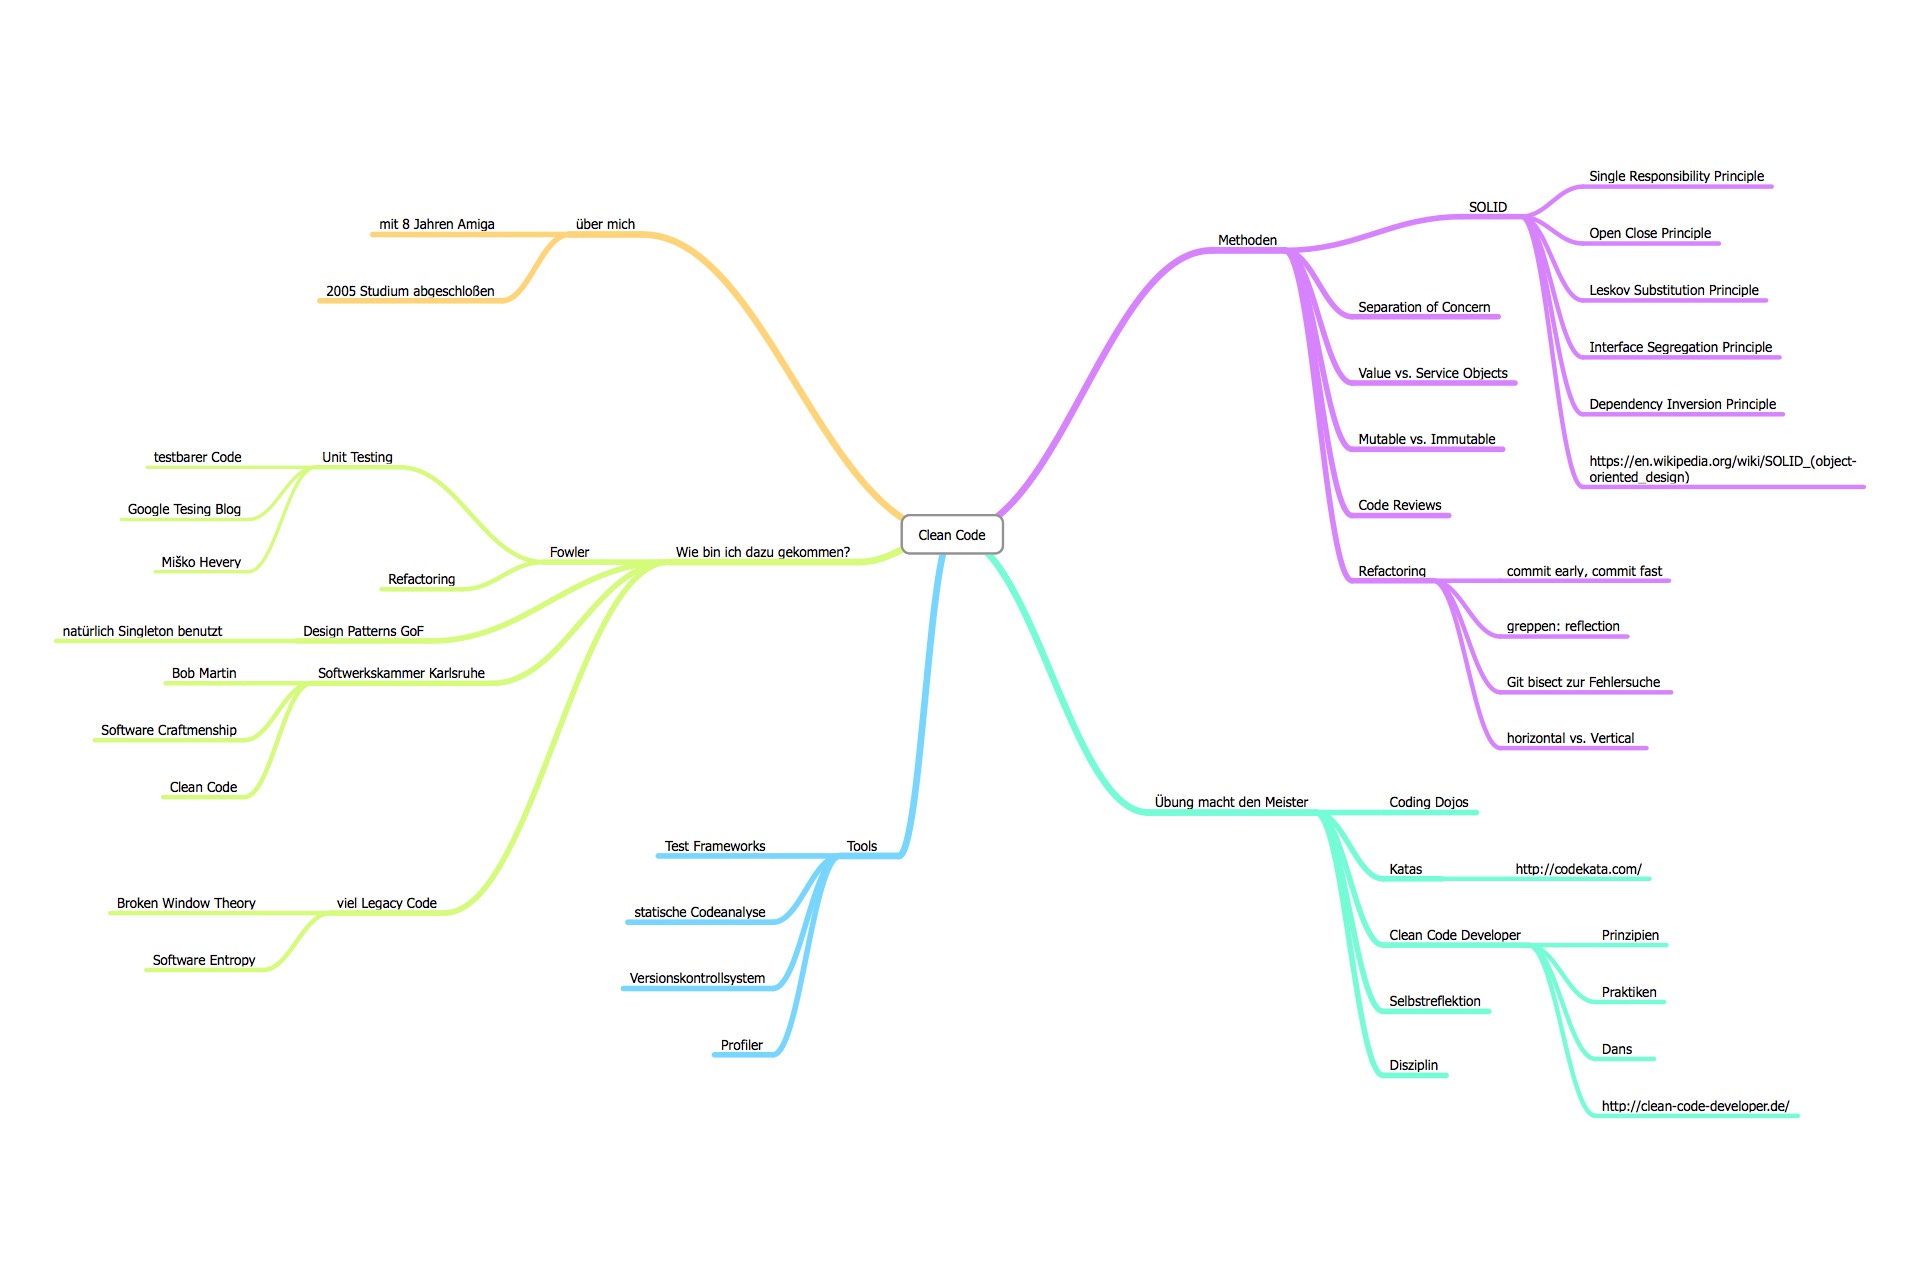 Clean Code
über mich
mit 8 Jahren Amiga
2005 Studium abgeschloßen
Wie bin ich dazu gekommen?
Fowler
Unit Testing
testbarer Code
Google Tesing Blog
Miško Hevery
Refactoring
Design Patterns GoF
natürlich Singleton benutzt
Softwerkskammer Karlsruhe
Bob Martin
Software Craftmenship
Clean Code
viel Legacy Code
Broken Window Theory
Software Entropy
Tools
Test Frameworks
statische Codeanalyse
Versionskontrollsystem
Profiler
Methoden
SOLID
Single Responsibility Principle
Open Close Principle
Leskov Substitution Principle
Interface Segregation Principle
Dependency Inversion Principle
https://en.wikipedia.org/wiki/SOLID_(object-
oriented_design)
Separation of Concern
Value vs. Service Objects
Mutable vs. Immutable
Code Reviews
Refactoring
commit early, commit fast
greppen: reflection
Git bisect zur Fehlersuche
horizontal vs. Vertical
Übung macht den Meister
Coding Dojos
Katas
http://codekata.com/
Clean Code Developer
Prinzipien
Praktiken
Dans
http://clean-code-developer.de/
Selbstreflektion
Disziplin